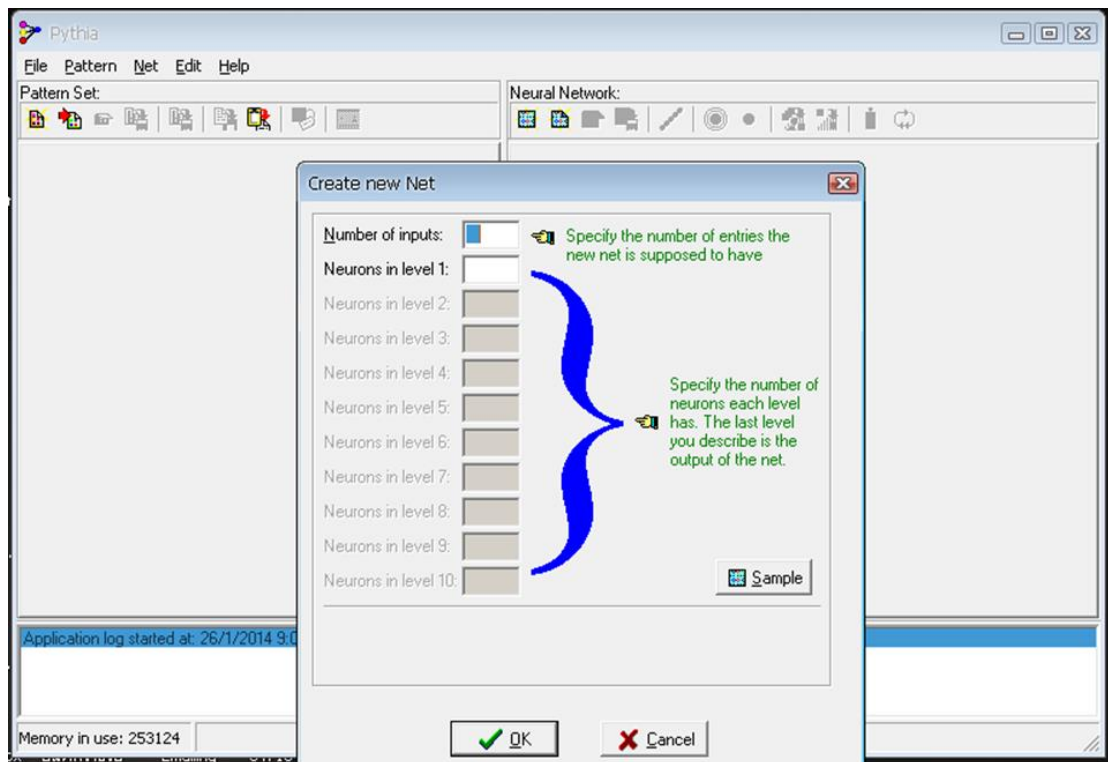 Pythia
File Pattern Net Edit Help
Pattern Set:
Neural Network:
Create new Net
Number of inputs:
Specify the number of entries the
new net is supposed to have
Neurons in level 1:
Neurons in level 2:
Neurons in level 3:
Neurons in level 4:
Neurons in level 5:
Neurons in level 6:
Neurons in level 7:
Neurons in level 8:
Neurons in level 9:
Neurons in level 10:
Specify the number of
neurons each level
has. The last level
you describe is the
output of the net.
Sample
Application log started at: 26/1/2014 9:0
OK
Cancel
Memory in use: 253124